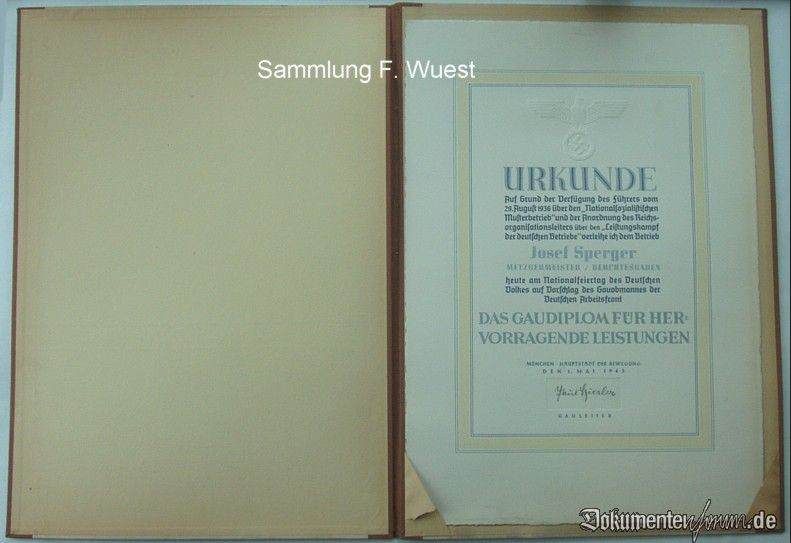 Sammlung F. Wuest
URKUNDE
Auf Grund der Verfügung des Führers vom
29. August 1936 über den „Nationalsozialistischen
Musterbetrieb" und der Anordnung des Reichs-
organisationsleiters über den „Leistungskampf
der deutschen Betriebe" verleihe ich dem Betrieb
Josef Sperger
METZGERMEISTER / BERCHTESGADEN
heute am Nationalfeiertag des Deutschen
Volkes auf Vorschlag des Gauobmannes der
Deutschen Arbeitsfront
DAS GAUDIPLOM FÜR HER-
VORRAGENDE LEISTUNGEN
MÜNCHEN · HAUPTSTADT DER BEWEGUNG
DEN 1. MAI 1943
GAULEITER
Dokumentenforum.de